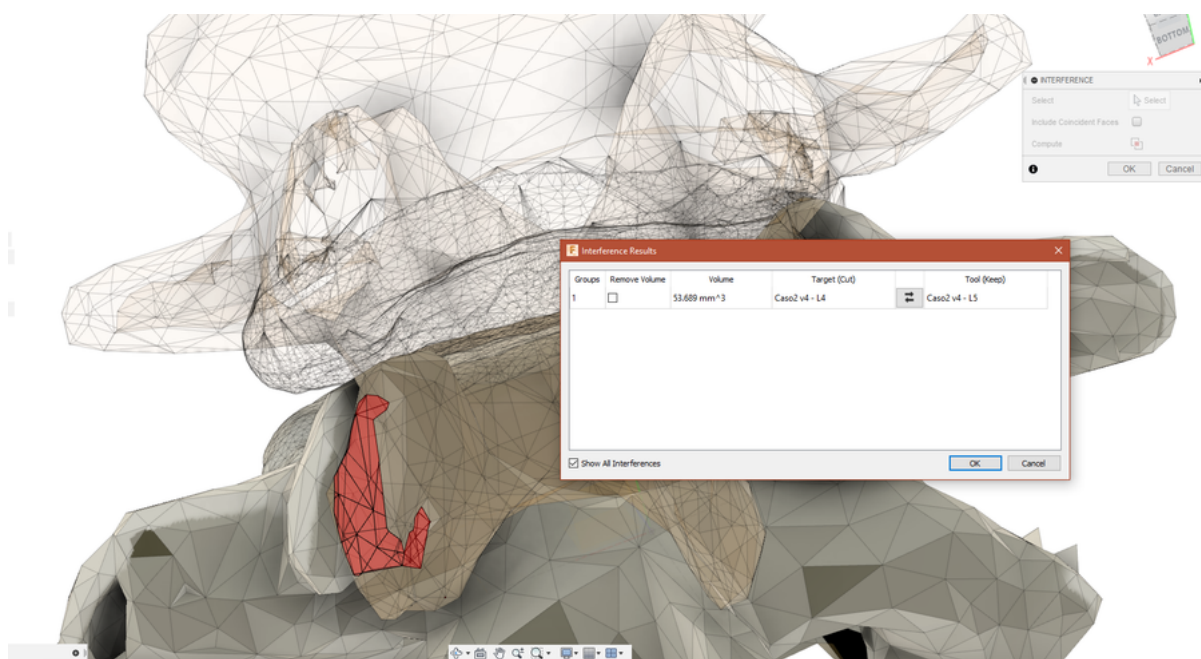 BOTTOM
X
INTERFERENCE
Select Select
Include Coincident Faces
Compute
OK Cancel
F Interference Results
Groups Remove Volume Volume Target (Cut) Tool (Keep)
1 53.689 mm^3 Caso2 v4 - L4 Caso2 v4 - L5
Show All Interferences
OK Cancel